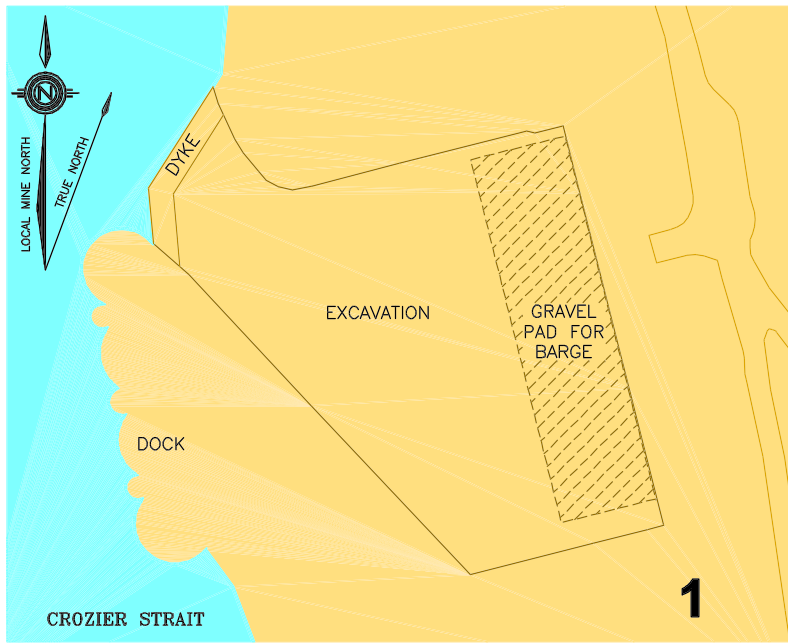 N
LOCAL MINE NORTH
TRUE NORTH
DYKE
EXCAVATION
GRAVEL
PAD FOR
BARGE
DOCK
1
CROZIER STRAIT